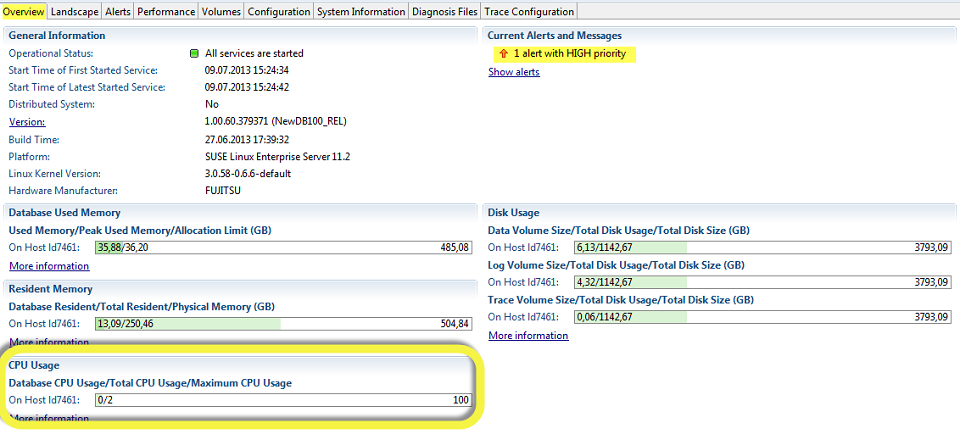 Overview Landscape Alerts Performance Volumes Configuration System Information Diagnosis Files Trace Configuration
General Information
Operational Status: All services are started
Start Time of First Started Service: 09.07.2013 15:24:34
Start Time of Latest Started Service: 09.07.2013 15:24:42
Distributed System: No
Version: 1.00.60.379371 (NewDB100_REL)
Build Time: 27.06.2013 17:39:32
Platform: SUSE Linux Enterprise Server 11.2
Linux Kernel Version: 3.0.58-0.6.6-default
Hardware Manufacturer: FUJITSU
Current Alerts and Messages
1 alert with HIGH priority
Show alerts
Database Used Memory
Used Memory/Peak Used Memory/Allocation Limit (GB)
On Host ld7461: 35,88/36,20 485,08
More information
Resident Memory
Database Resident/Total Resident/Physical Memory (GB)
On Host ld7461: 13,09/250,46 504,84
More information
CPU Usage
Database CPU Usage/Total CPU Usage/Maximum CPU Usage
On Host ld7461: 0/2 100
More information
Disk Usage
Data Volume Size/Total Disk Usage/Total Disk Size (GB)
On Host ld7461: 6,13/1142,67 3793,09
Log Volume Size/Total Disk Usage/Total Disk Size (GB)
On Host ld7461: 4,32/1142,67 3793,09
Trace Volume Size/Total Disk Usage/Total Disk Size (GB)
On Host ld7461: 0,06/1142,67 3793,09
More information